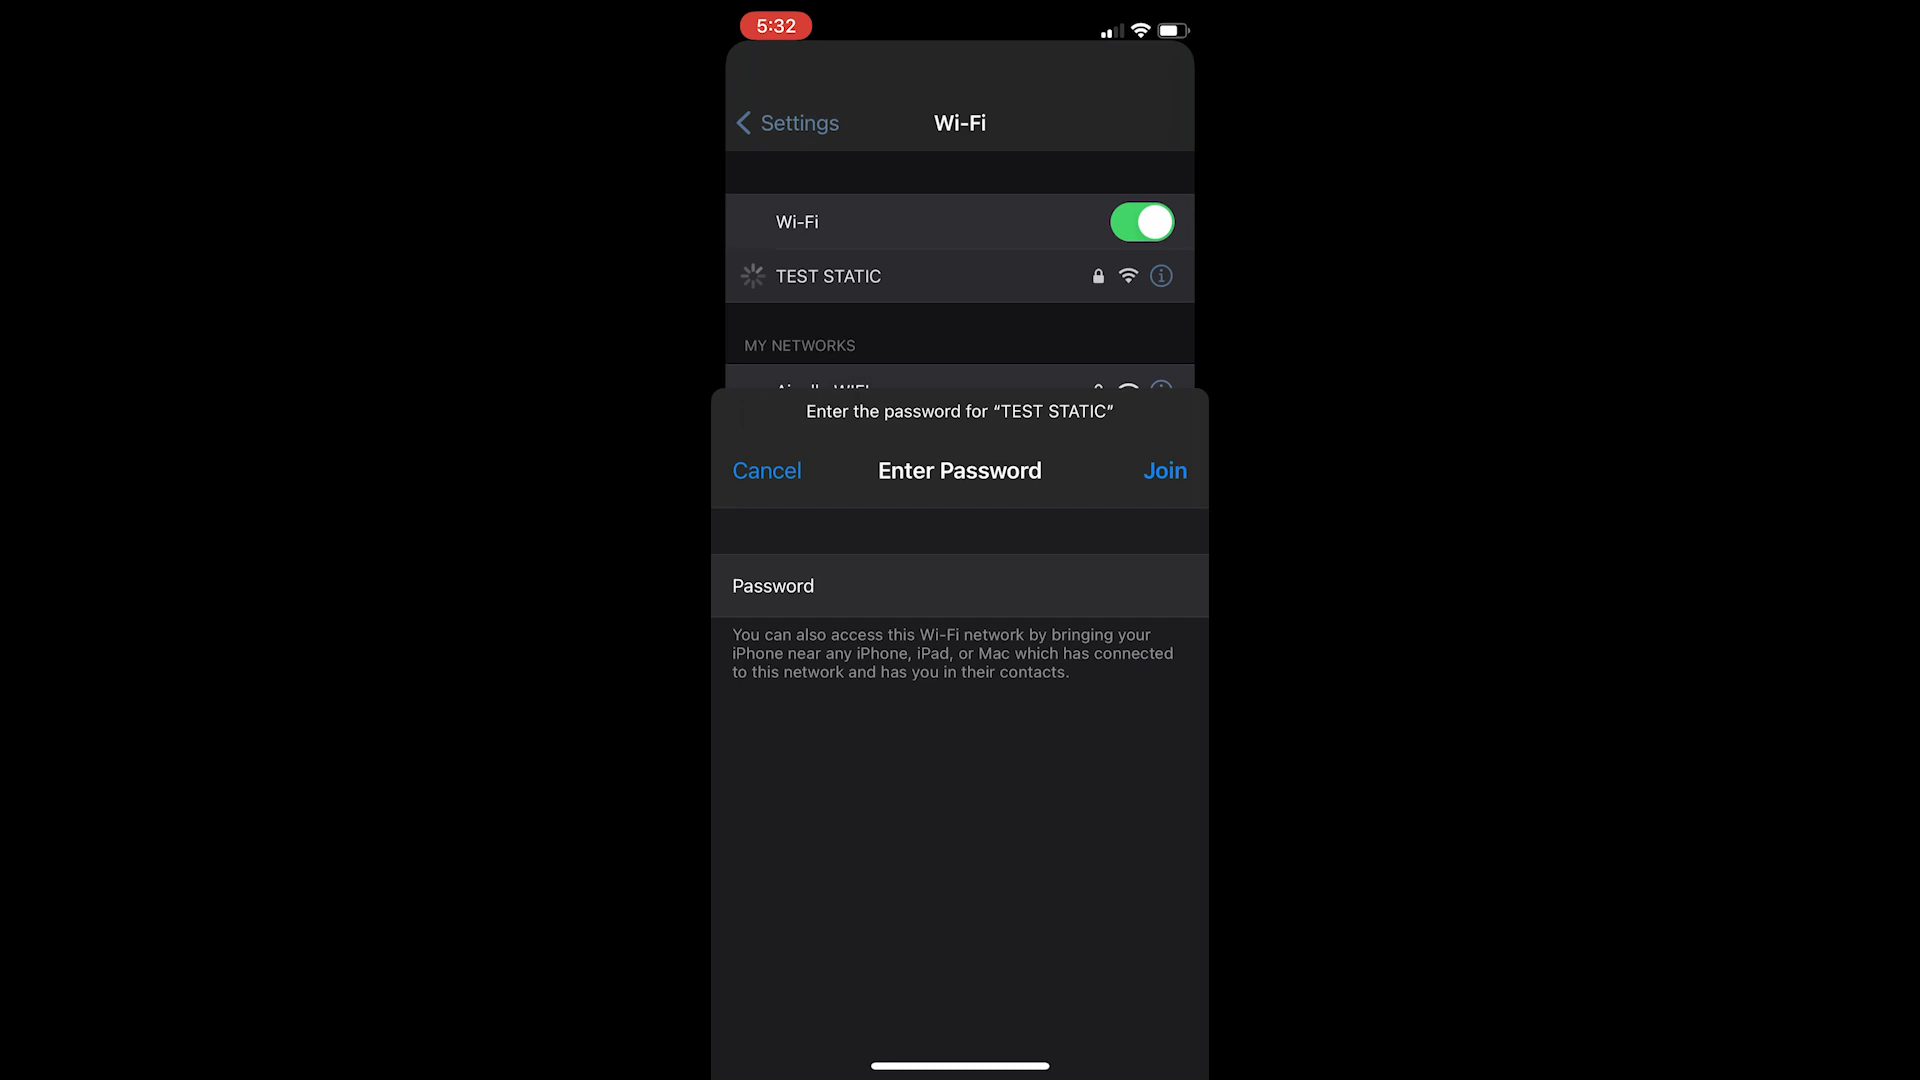 5:32
Settings
Wi-Fi
Wi-Fi
TEST STATIC
MY NETWORKS
Enter the password for “TEST STATIC”
Cancel
Enter Password
Join
Password
You can also access this Wi-Fi network by bringing your
iPhone near any iPhone, iPad, or Mac which has connected
to this network and has you in their contacts.